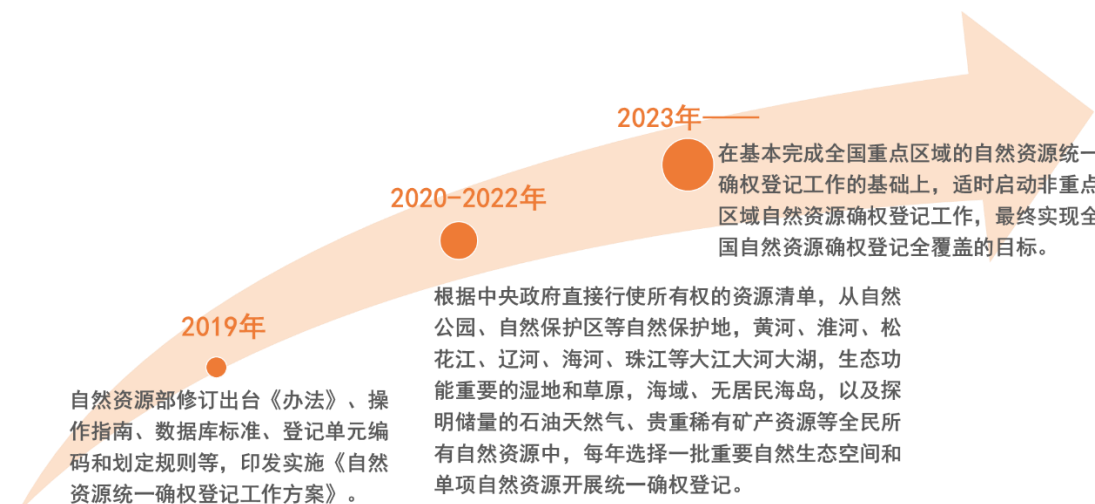 2019年
自然资源部修订出台《办法》、操
作指南、数据库标准、登记单元编
码和划定规则等，印发实施《自然
资源统一确权登记工作方案》。
2020-2022年
根据中央政府直接行使所有权的资源清单，从自然
公园、自然保护区等自然保护地，黄河、淮河、松
花江、辽河、海河、珠江等大江大河大湖，生态功
能重要的湿地和草原，海域、无居民海岛，以及探
明储量的石油天然气、贵重稀有矿产资源等全民所
有自然资源中，每年选择一批重要自然生态空间和
单项自然资源开展统一确权登记。
2023年——
在基本完成全国重点区域的自然资源统一
确权登记工作的基础上，适时启动非重点
区域自然资源确权登记工作，最终实现全
国自然资源确权登记全覆盖的目标。